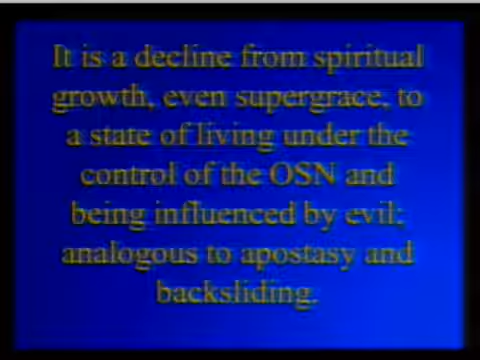 It is a decline from spiritual
growth, even supergrace, to
a state of living under the
control of the OSN and
being influenced by evil;
analogous to apostasy and
backsliding.